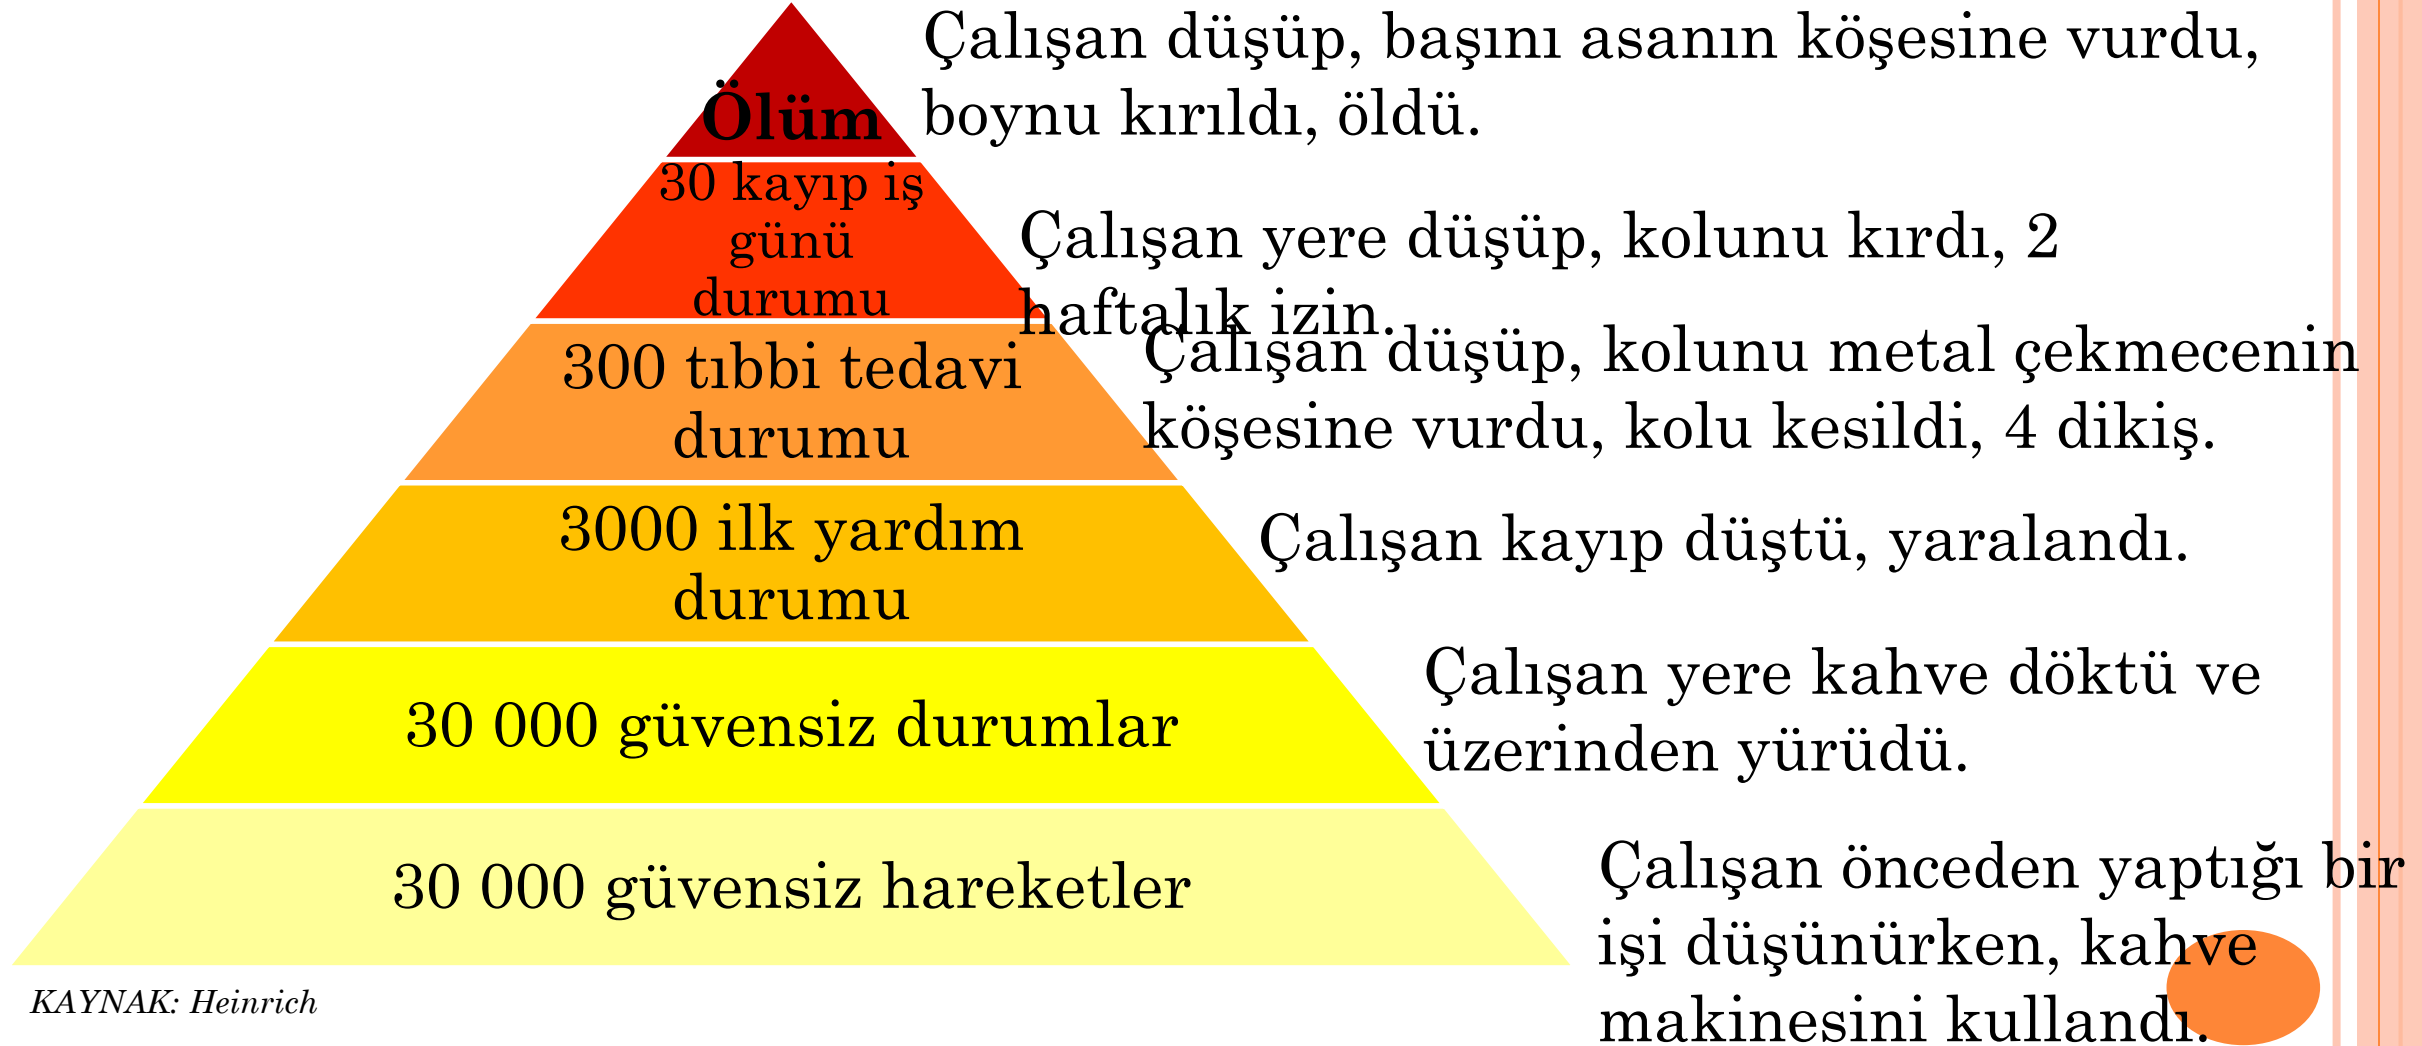 Ölüm
Çalışan düşüp, başını asanın köşesine vurdu,
boynu kırıldı, öldü.
30 kayıp iş
günü
durumu
Çalışan yere düşüp, kolunu kırdı, 2
haftalık izin.
300 tıbbi tedavi
durumu
Çalışan düşüp, kolunu metal çekmecenin
köşesine vurdu, kolu kesildi, 4 dikiş.
3000 ilk yardım
durumu
Çalışan kayıp düştü, yaralandı.
30 000 güvensiz durumlar
Çalışan yere kahve döktü ve
üzerinden yürüdü.
30 000 güvensiz hareketler
Çalışan önceden yaptığı bir
işi düşünürken, kahve
makinesini kullandı.
KAYNAK: Heinrich